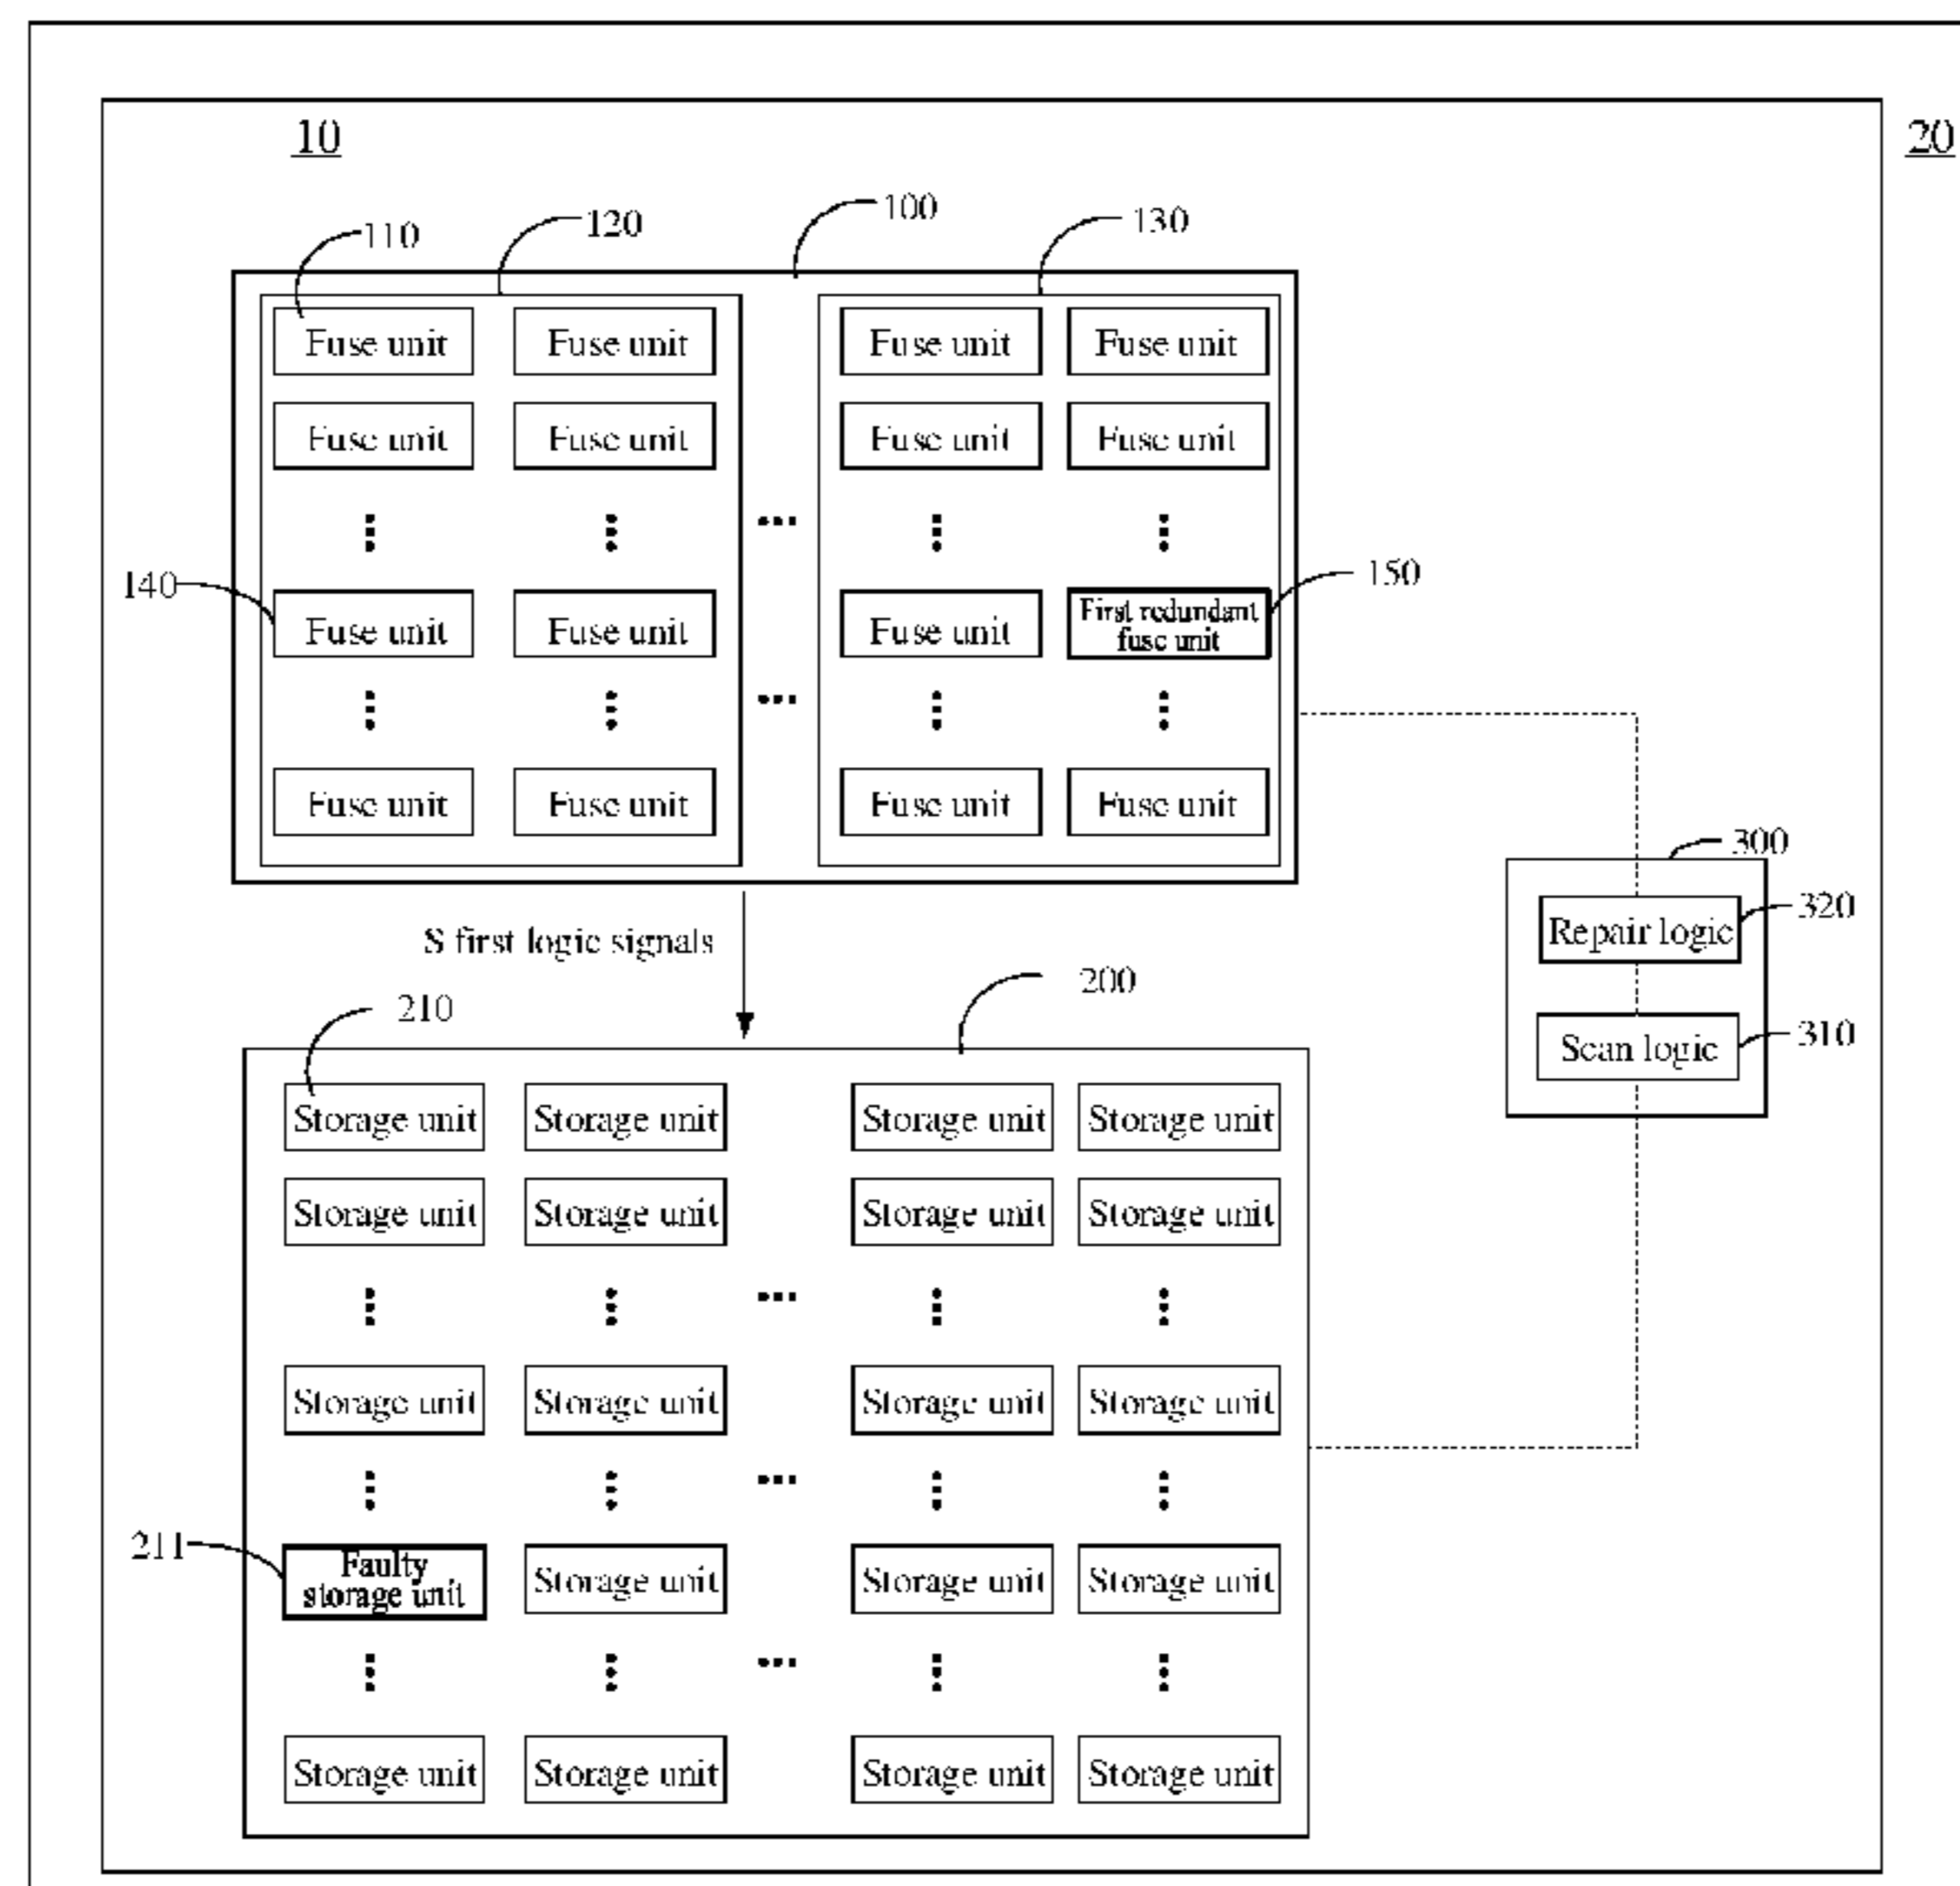 10
20
110
120
100
130
Fuse unit Fuse unit Fuse unit Fuse unit
Fuse unit Fuse unit Fuse unit Fuse unit
140
150
Fuse unit Fuse unit Fuse unit First redundant
fuse unit
Fuse unit Fuse unit Fuse unit Fuse unit
300
320
Repair logic
S first logic signals
210
200
310
Scan logic
Storage unit Storage unit Storage unit Storage unit
Storage unit Storage unit Storage unit Storage unit
Storage unit Storage unit Storage unit Storage unit
211
Faulty
storage unit
Storage unit Storage unit Storage unit
Storage unit Storage unit Storage unit Storage unit